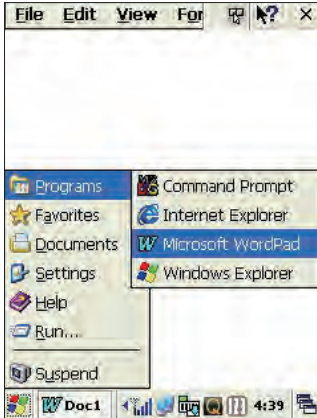 File Edit View For ?
Programs
Command Prompt
Favorites
Internet Explorer
Documents
Microsoft WordPad
Settings
Windows Explorer
Help
Run...
Suspend
Doc1 4:39